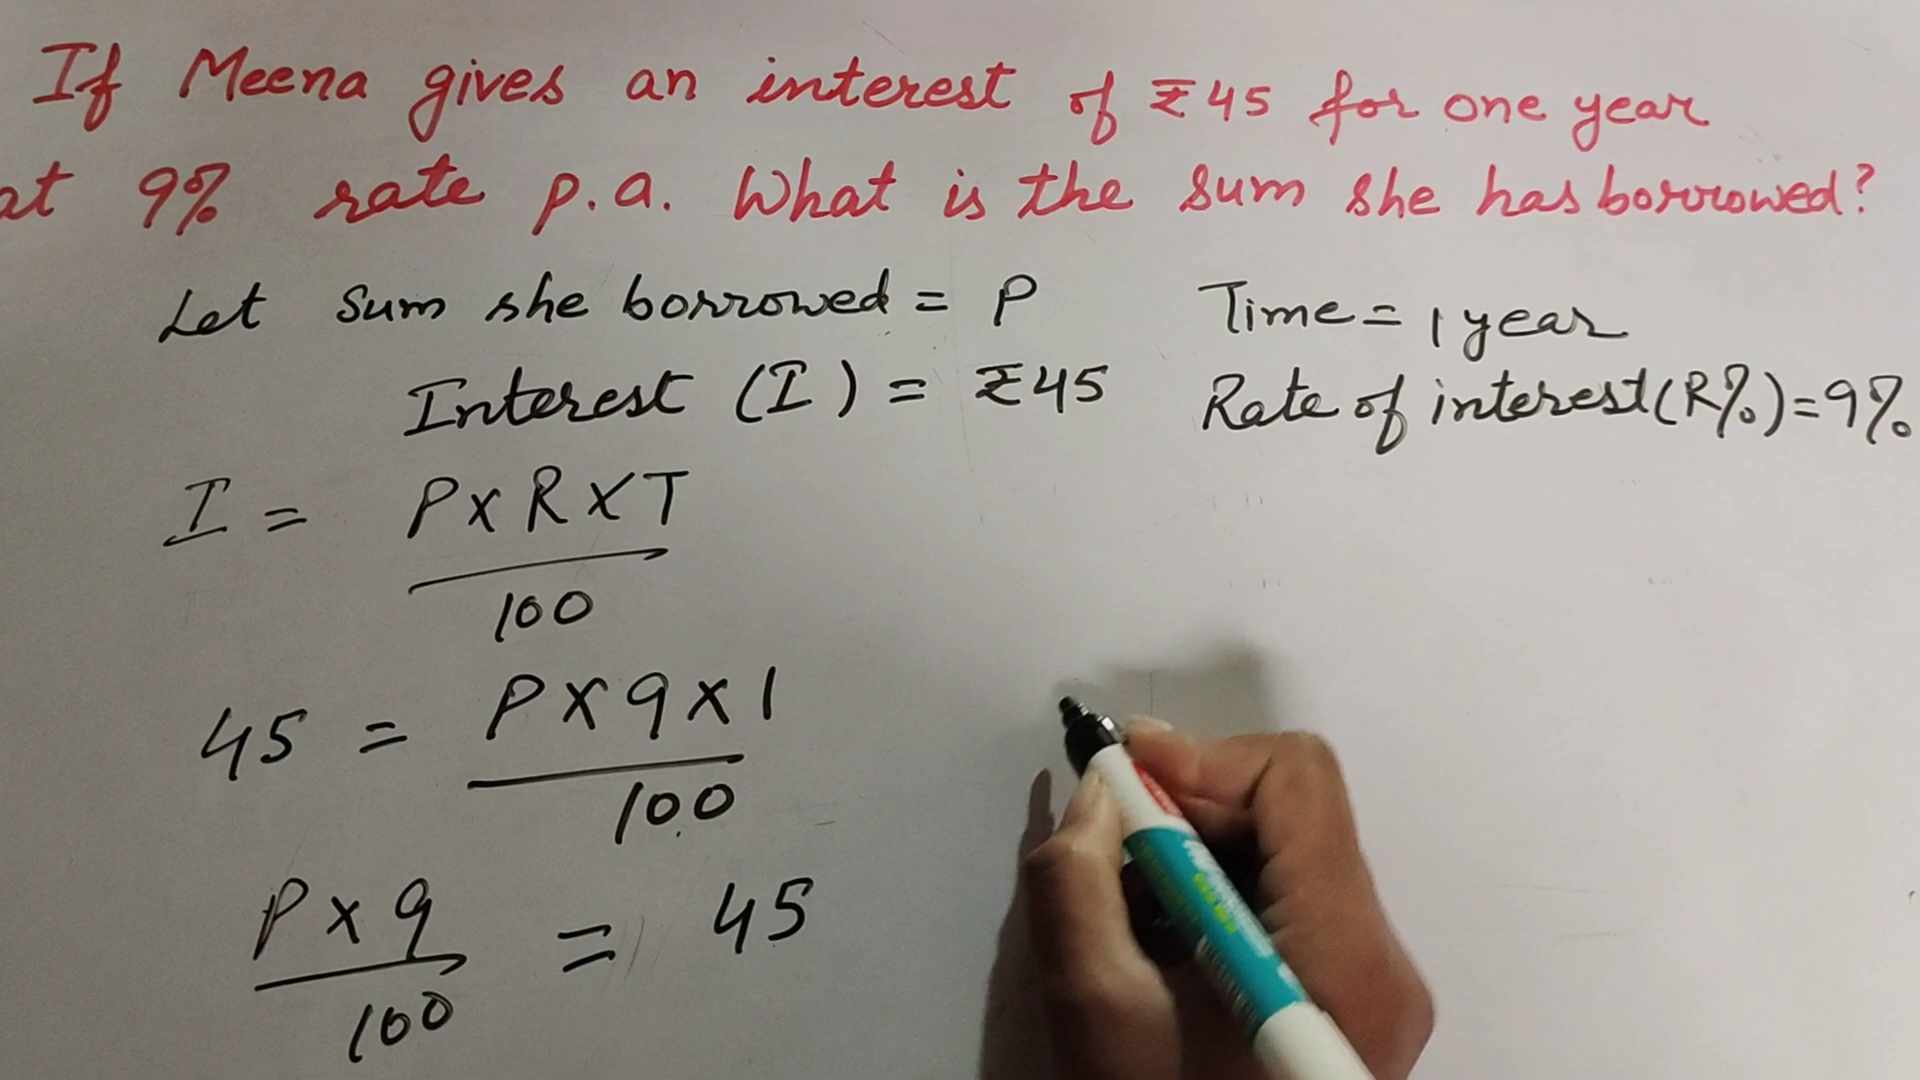 If Meena gives an interest of ₹45 for one year
at 9% rate p.a. What is the sum she has borrowed?
Let sum she borrowed = P
Time = 1 year
Interest (I) = ₹45
Rate of interest (R%) = 9%
I = P×R×T
100
45 = P×9×1
100
P×9 = 45
100